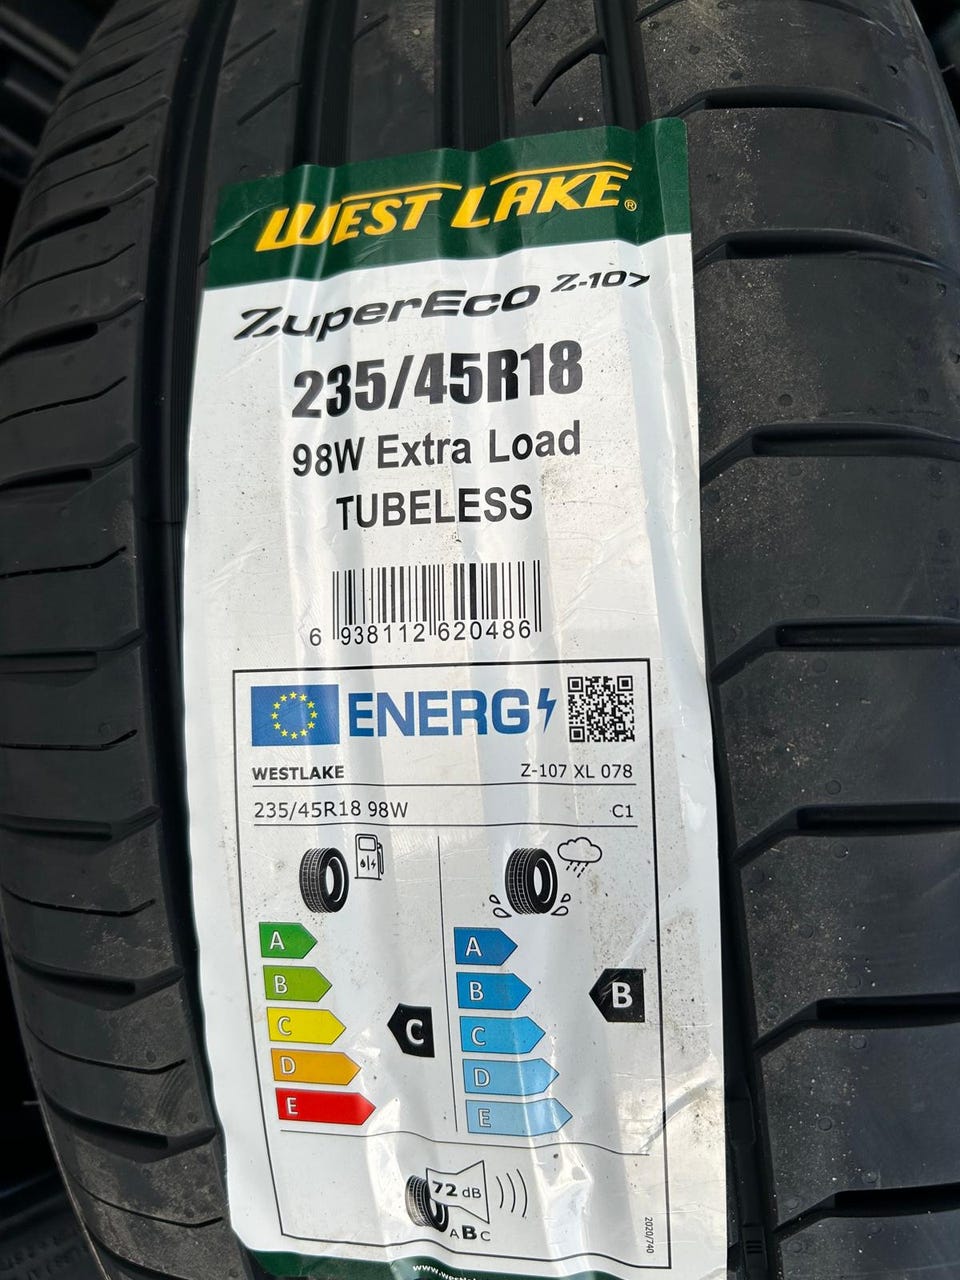 WEST LAKE®
ZuperEco Z-107
235/45R18
98W Extra Load
TUBELESS
6 938112 620486
ENERG
WESTLAKE Z-107 XL 078
235/45R18 98W C1
A
B
C
D
E
C
A
B
C
D
E
B
72 dB
ABC
2020/740